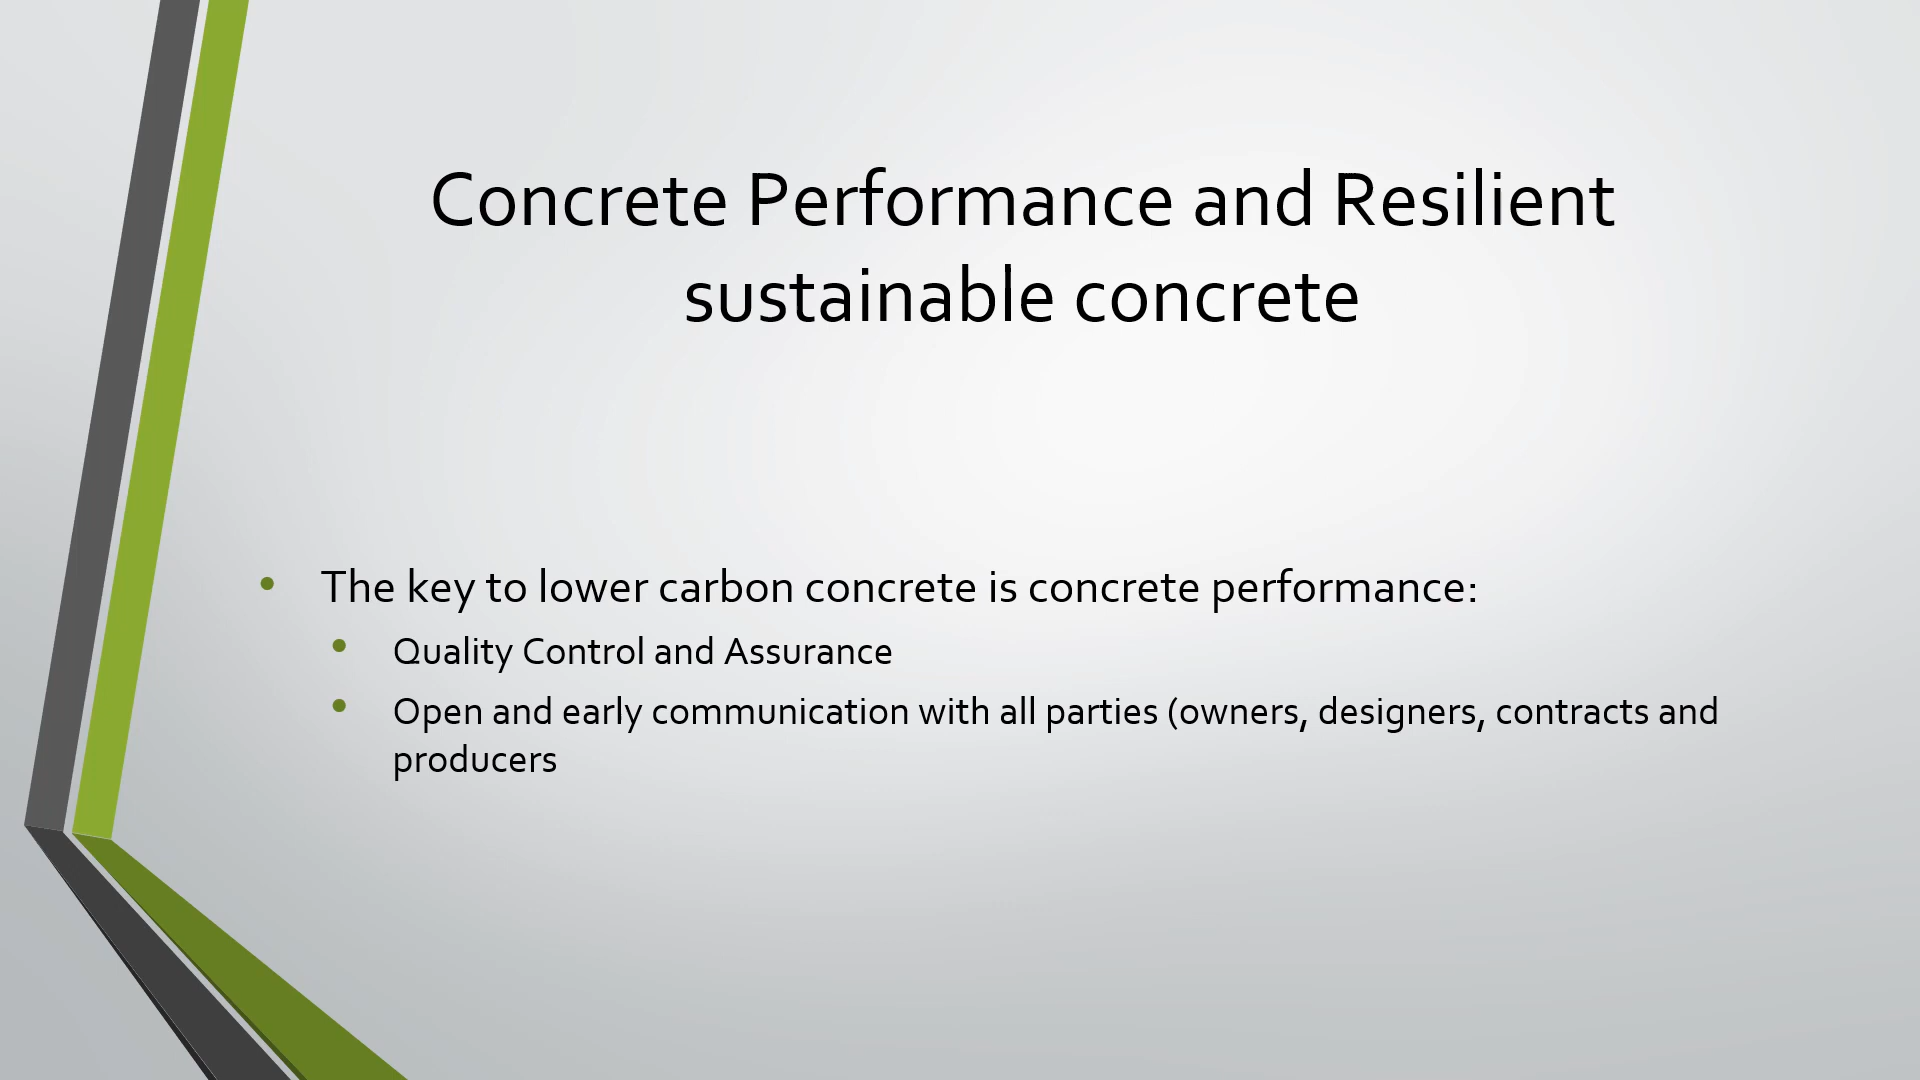 Concrete Performance and Resilient
sustainable concrete
• The key to lower carbon concrete is concrete performance:
• Quality Control and Assurance
• Open and early communication with all parties (owners, designers, contracts and
producers